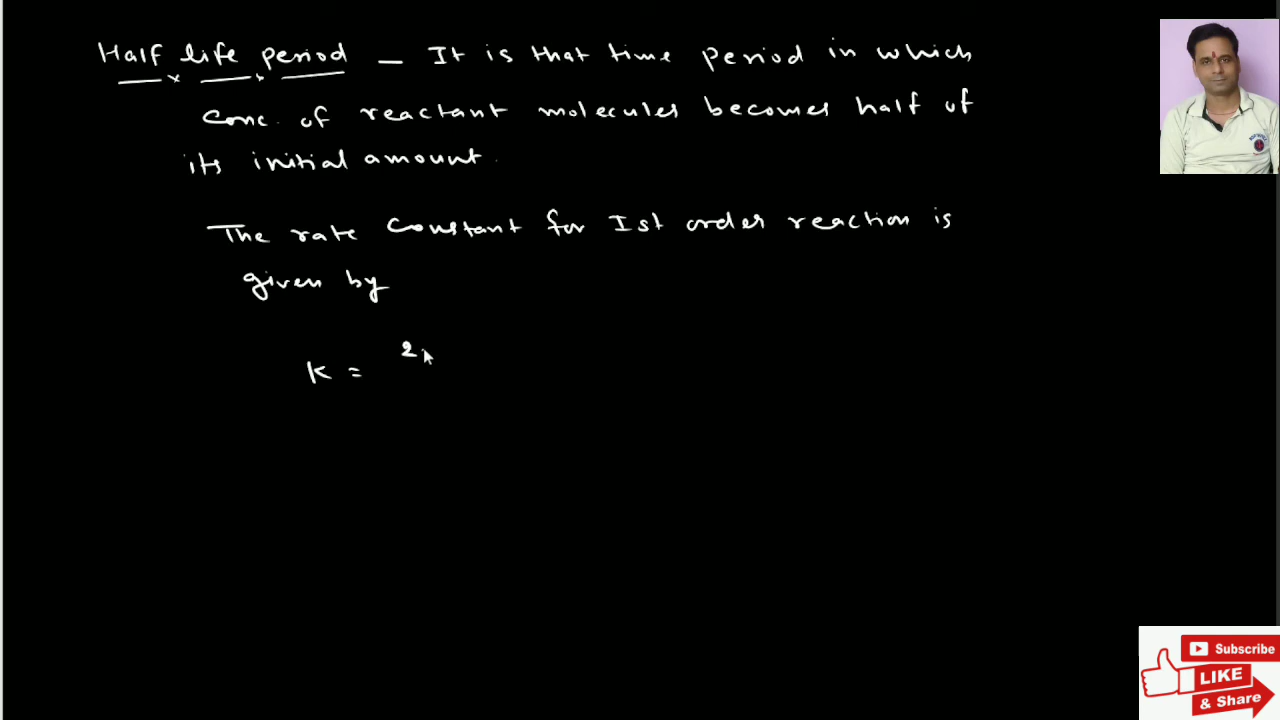 Half life period — It is that time period in which
conc. of reactant molecules becomes half of
its initial amount.
The rate constant for Ist order reaction is
given by
K = 2.
Subscribe
LIKE
& Share